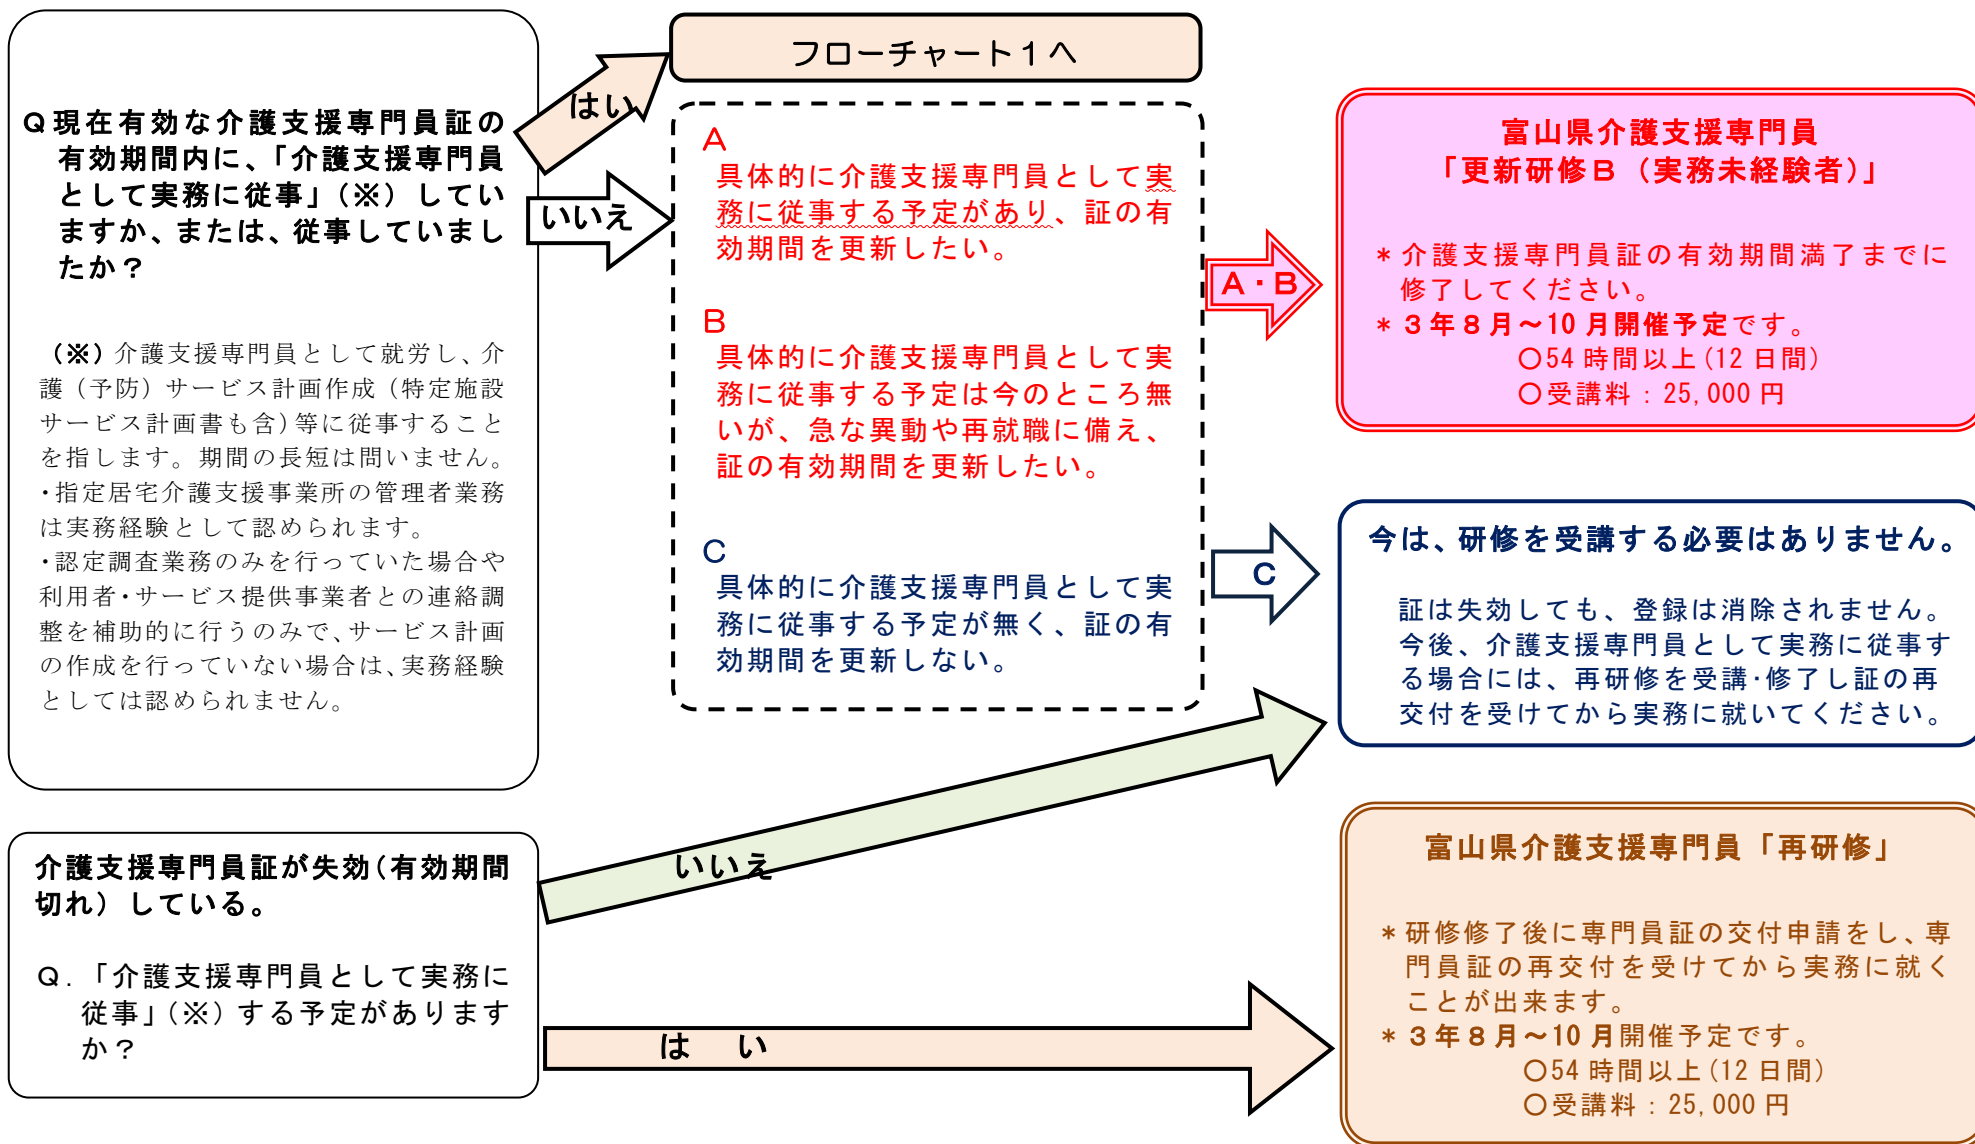 フローチャート1へ
はい
Q現在有効な介護支援専門員証の
有効期間内に、「介護支援専門員
として実務に従事」(※)してい
ますか、または、従事していまし
たか？
いいえ
(※)介護支援専門員として就労し、介
護（予防）サービス計画作成（特定施設
サービス計画書も含)等に従事すること
を指します。期間の長短は問いません。
・指定居宅介護支援事業所の管理者業務
は実務経験として認められます。
・認定調査業務のみを行っていた場合や
利用者・サービス提供事業者との連絡調
整を補助的に行うのみで、サービス計画
の作成を行っていない場合は、実務経験
としては認められません。
A
具体的に介護支援専門員として実
務に従事する予定があり、証の有
効期間を更新したい。
B
具体的に介護支援専門員として実
務に従事する予定は今のところ無
いが、急な異動や再就職に備え、
証の有効期間を更新したい。
C
具体的に介護支援専門員として実
務に従事する予定が無く、証の有
効期間を更新しない。
A・B
富山県介護支援専門員
「更新研修B（実務未経験者)」
＊介護支援専門員証の有効期間満了までに
修了してください。
＊３年８月～10月開催予定です。
〇54時間以上(12日間)
〇受講料：25,000円
C
今は、研修を受講する必要はありません。
証は失効しても、登録は消除されません。
今後、介護支援専門員として実務に従事す
る場合には、再研修を受講･修了し証の再
交付を受けてから実務に就いてください。
介護支援専門員証が失効(有効期間
切れ）している。
Q．「介護支援専門員として実務に
従事」(※)する予定があります
か？
いいえ
は　い
富山県介護支援専門員「再研修」
＊研修修了後に専門員証の交付申請をし、専
門員証の再交付を受けてから実務に就く
ことが出来ます。
＊３年８月～10月開催予定です。
〇54時間以上(12日間)
〇受講料：25,000円